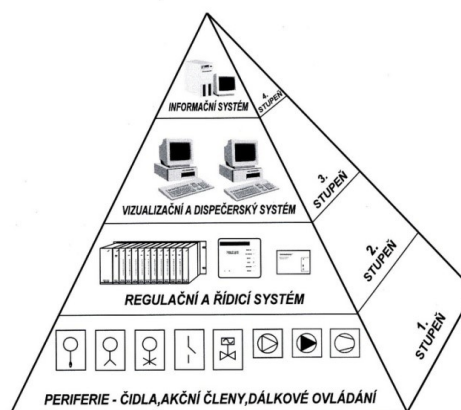 INFORMAČNÍ SYSTÉM
4.
STUPEŇ
VIZUALIZAČNÍ A DISPEČERSKÝ SYSTÉM
3.
STUPEŇ
REGULAČNÍ A ŘÍDICÍ SYSTÉM
2.
STUPEŇ
1.
STUPEŇ
PERIFERIE - ČIDLA,AKČNÍ ČLENY,DÁLKOVÉ OVLÁDÁNÍ